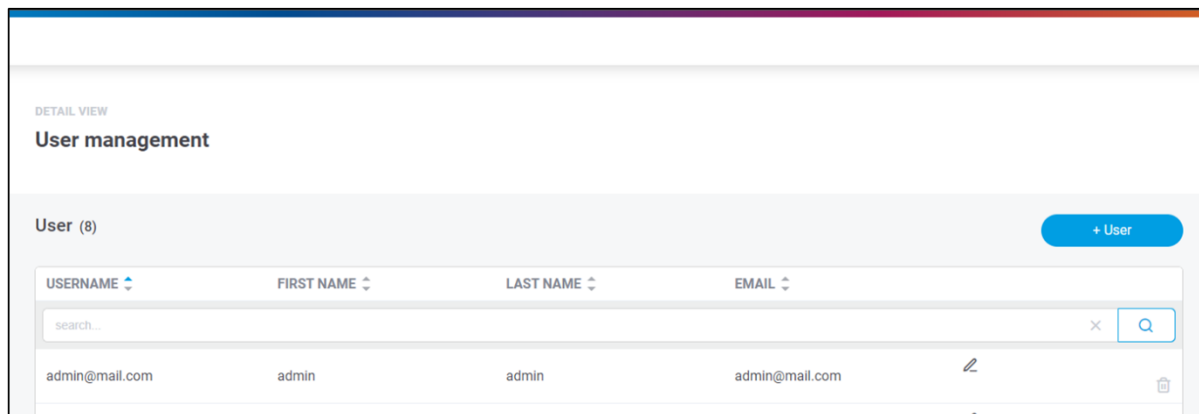 DETAIL VIEW
User management
User (8)
+ User
USERNAME FIRST NAME LAST NAME EMAIL
search...
admin@mail.com admin admin admin@mail.com